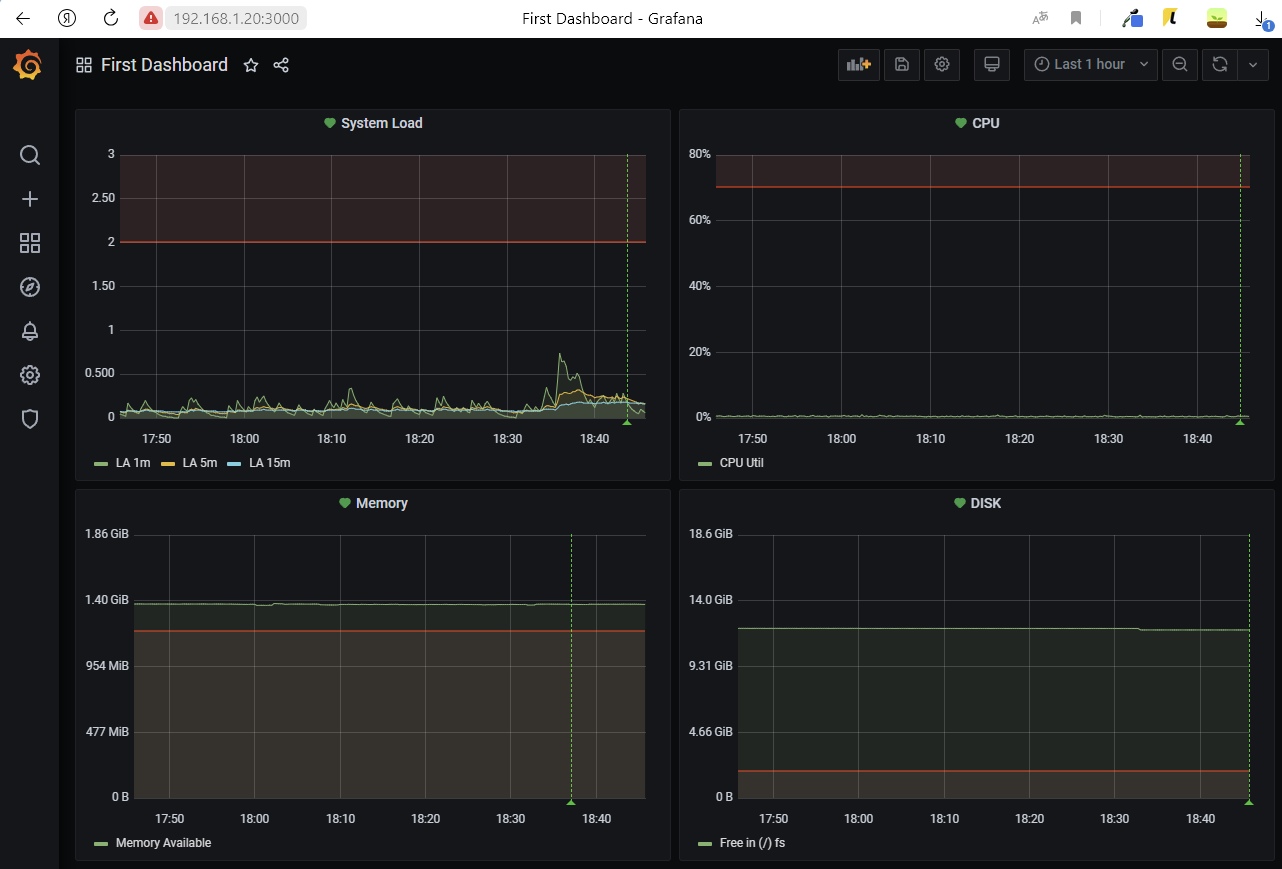 Я 192.168.1.20:3000 First Dashboard - Grafana 1
First Dashboard Last 1 hour
System Load
3
2.50
2
1.50
1
0.500
0
17:50 18:00 18:10 18:20 18:30 18:40
LA 1m LA 5m LA 15m
CPU
80%
60%
40%
20%
0%
17:50 18:00 18:10 18:20 18:30 18:40
CPU Util
Memory
1.86 GiB
1.40 GiB
954 MiB
477 MiB
0 B
17:50 18:00 18:10 18:20 18:30 18:40
Memory Available
DISK
18.6 GiB
14.0 GiB
9.31 GiB
4.66 GiB
0 B
17:50 18:00 18:10 18:20 18:30 18:40
Free in (/) fs